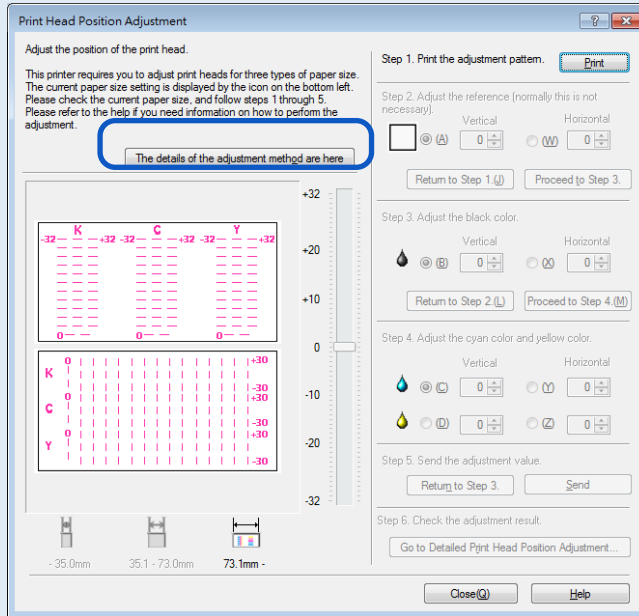 Print Head Position Adjustment
Adjust the position of the print head.
This printer requires you to adjust print heads for three types of paper size.
The current paper size setting is displayed by the icon on the bottom left.
Please check the current paper size, and follow steps 1 through 5.
Please refer to the help if you need information on how to perform the
adjustment.
The details of the adjustment method are here
K C Y
-32 +32 -32 +32 -32 +32
0 0 0
0 +30
K
-30
0 +30
C
-30
0 +30
Y
-30
+32
+20
+10
0
-10
-20
-32
- 35.0mm 35.1 - 73.0mm 73.1mm -
Step 1. Print the adjustment pattern. Print
Step 2. Adjust the reference (normally this is not
necessary).
Vertical Horizontal
(A) 0 (W) 0
Return to Step 1.(J) Proceed to Step 3.
Step 3. Adjust the black color.
Vertical Horizontal
(B) 0 (X) 0
Return to Step 2.(L) Proceed to Step 4.(M)
Step 4. Adjust the cyan color and yellow color.
Vertical Horizontal
(C) 0 (Y) 0
(D) 0 (Z) 0
Step 5. Send the adjustment value.
Return to Step 3. Send
Step 6. Check the adjustment result.
Go to Detailed Print Head Position Adjustment...
Close(Q) Help